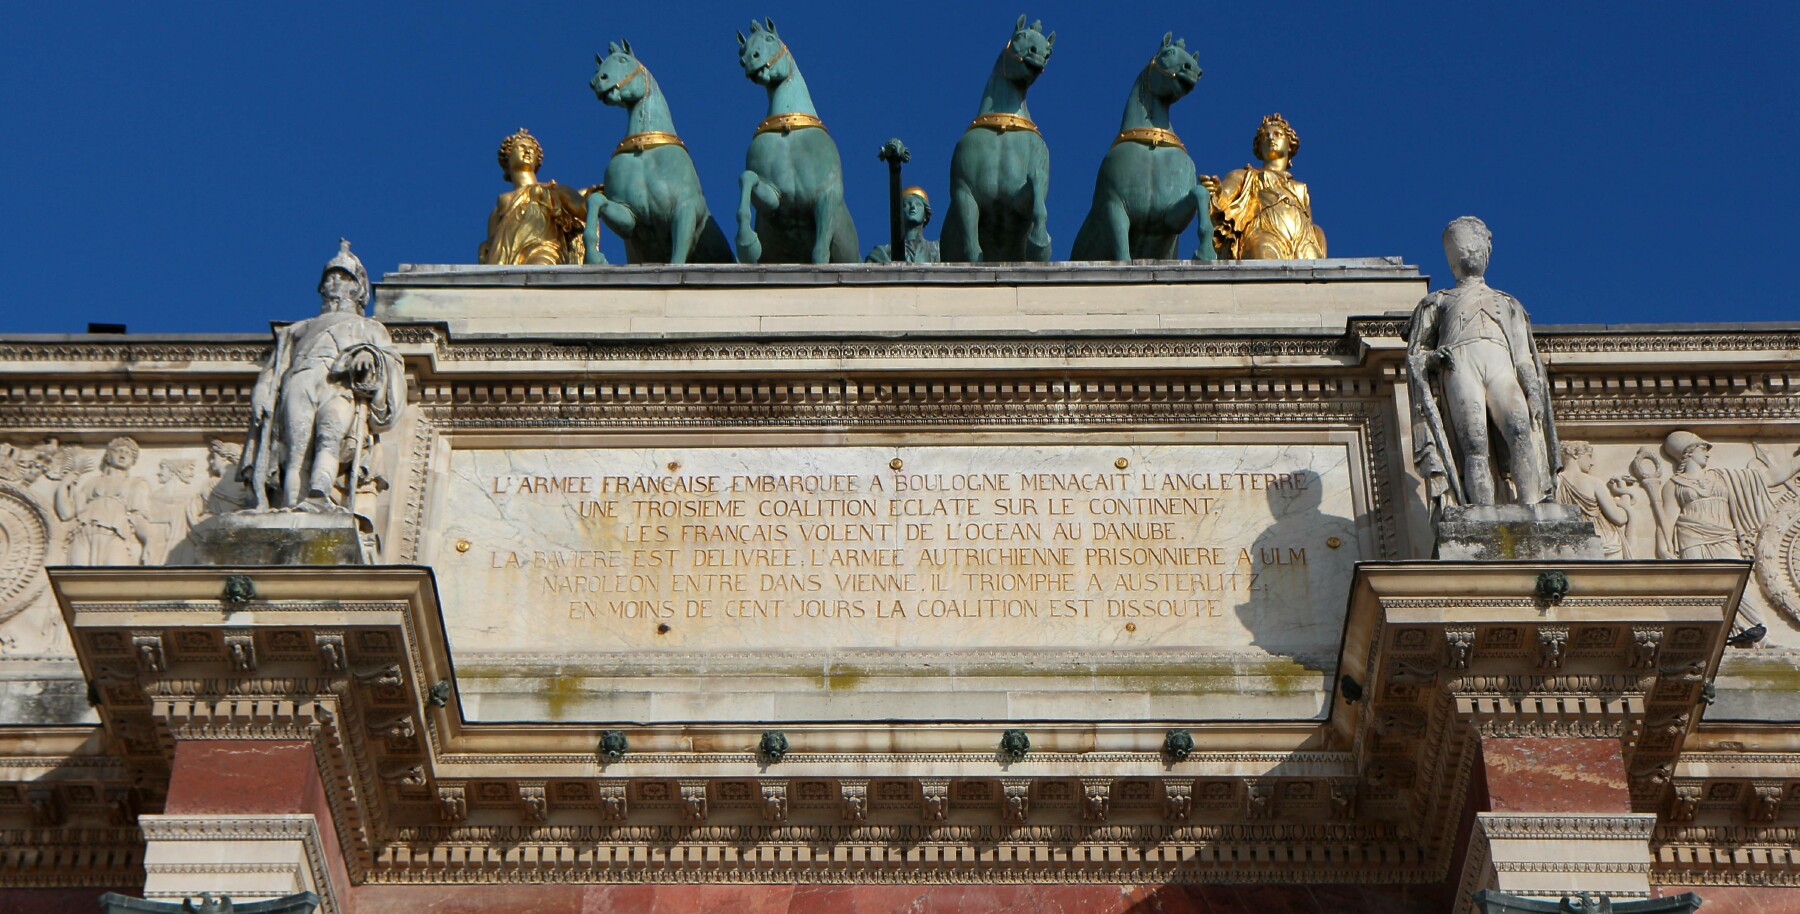 L'ARMEE FRANÇAISE EMBARQUEE A BOULOGNE MENAÇAIT L'ANGLETERRE
UNE TROISIEME COALITION ECLATE SUR LE CONTINENT.
LES FRANÇAIS VOLENT DE L'OCEAN AU DANUBE.
LA BAVIERE EST DELIVREE, L'ARMEE AUTRICHIENNE PRISONNIERE A ULM
NAPOLEON ENTRE DANS VIENNE, IL TRIOMPHE A AUSTERLITZ;
EN MOINS DE CENT JOURS LA COALITION EST DISSOUTE